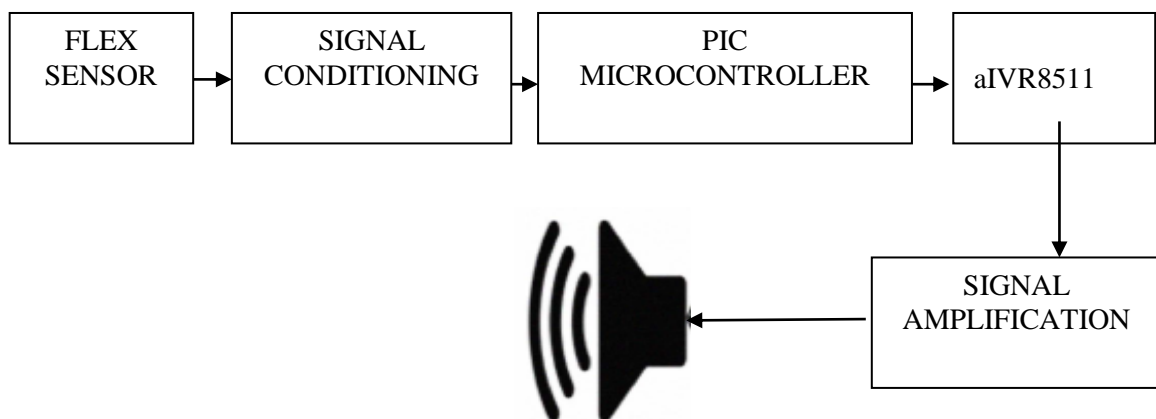 FLEX
SENSOR
SIGNAL
CONDITIONING
PIC
MICROCONTROLLER
aIVR8511
SIGNAL
AMPLIFICATION